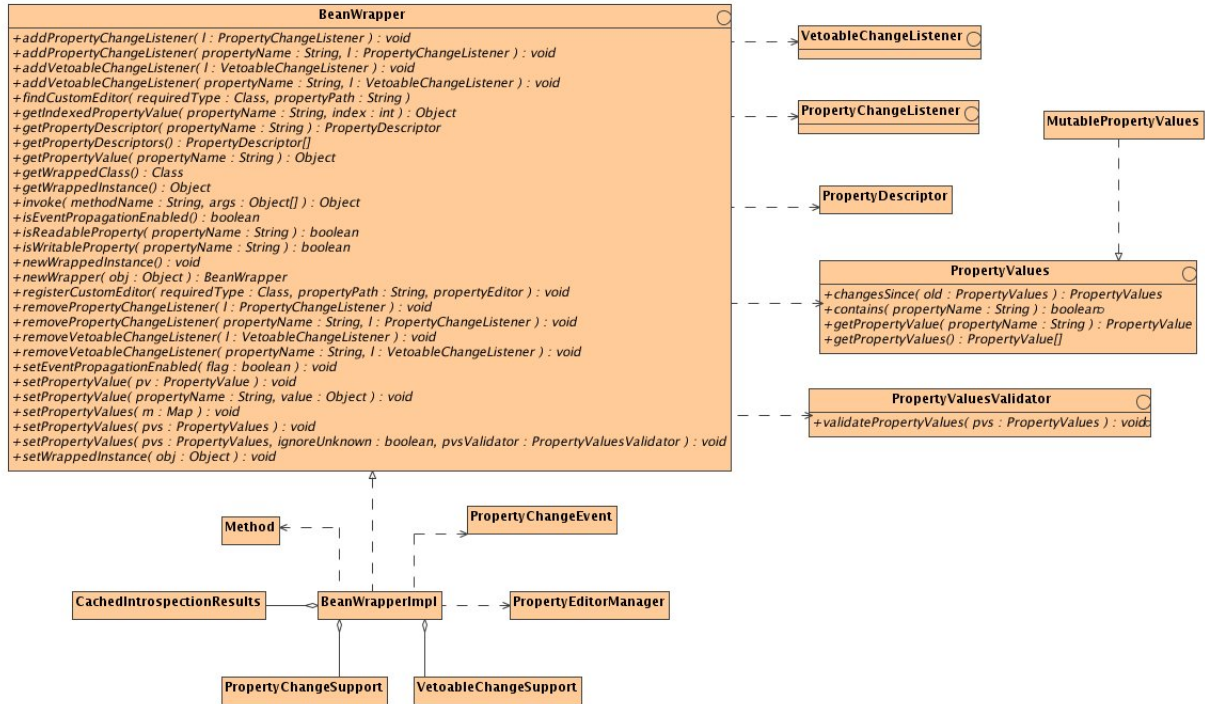 BeanWrapper
+addPropertyChangeListener( l : PropertyChangeListener ) : void
+addPropertyChangeListener( propertyName : String, l : PropertyChangeListener ) : void
+addVetoableChangeListener( l : VetoableChangeListener ) : void
+addVetoableChangeListener( propertyName : String, l : VetoableChangeListener ) : void
+findCustomEditor( requiredType : Class, propertyPath : String )
+getIndexedPropertyValue( propertyName : String, index : int ) : Object
+getPropertyDescriptor( propertyName : String ) : PropertyDescriptor
+getPropertyDescriptors() : PropertyDescriptor[]
+getPropertyValue( propertyName : String ) : Object
+getWrappedClass() : Class
+getWrappedInstance() : Object
+invoke( methodName : String, args : Object[] ) : Object
+isEventPropagationEnabled() : boolean
+isReadableProperty( propertyName : String ) : boolean
+isWritableProperty( propertyName : String ) : boolean
+newWrappedInstance() : void
+newWrapper( obj : Object ) : BeanWrapper
+registerCustomEditor( requiredType : Class, propertyPath : String, propertyEditor ) : void
+removePropertyChangeListener( l : PropertyChangeListener ) : void
+removePropertyChangeListener( propertyName : String, l : PropertyChangeListener ) : void
+removeVetoableChangeListener( l : VetoableChangeListener ) : void
+removeVetoableChangeListener( propertyName : String, l : VetoableChangeListener ) : void
+setEventPropagationEnabled( flag : boolean ) : void
+setPropertyValue( pv : PropertyValue ) : void
+setPropertyValue( propertyName : String, value : Object ) : void
+setPropertyValues( m : Map ) : void
+setPropertyValues( pvs : PropertyValues ) : void
+setPropertyValues( pvs : PropertyValues, ignoreUnknown : boolean, pvsValidator : PropertyValuesValidator ) : void
+setWrappedInstance( obj : Object ) : void
VetoableChangeListener
PropertyChangeListener
MutablePropertyValues
PropertyDescriptor
PropertyValues
+changesSince( old : PropertyValues ) : PropertyValues
+contains( propertyName : String ) : boolean
+getPropertyValue( propertyName : String ) : PropertyValue
+getPropertyValues() : PropertyValue[]
PropertyValuesValidator
+validatePropertyValues( pvs : PropertyValues ) : void
Method
PropertyChangeEvent
CachedIntrospectionResults
BeanWrapperImpl
PropertyEditorManager
PropertyChangeSupport
VetoableChangeSupport